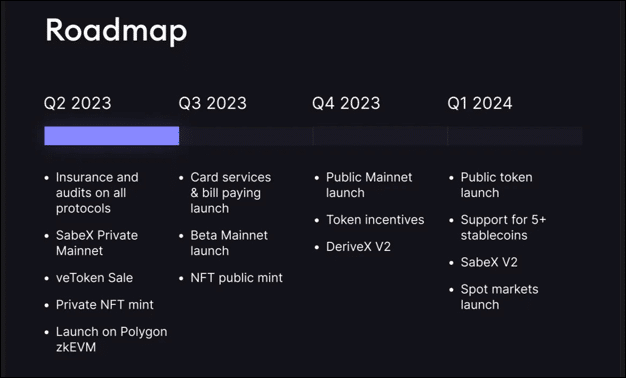 Roadmap
Q2 2023
Q3 2023
Q4 2023
Q1 2024
• Insurance and
audits on all
protocols
• SabeX Private
Mainnet
• veToken Sale
• Private NFT mint
• Launch on Polygon
zkEVM
• Card services
& bill paying
launch
• Beta Mainnet
launch
• NFT public mint
• Public Mainnet
launch
• Token incentives
• DeriveX V2
• Public token
launch
• Support for 5+
stablecoins
• SabeX V2
• Spot markets
launch